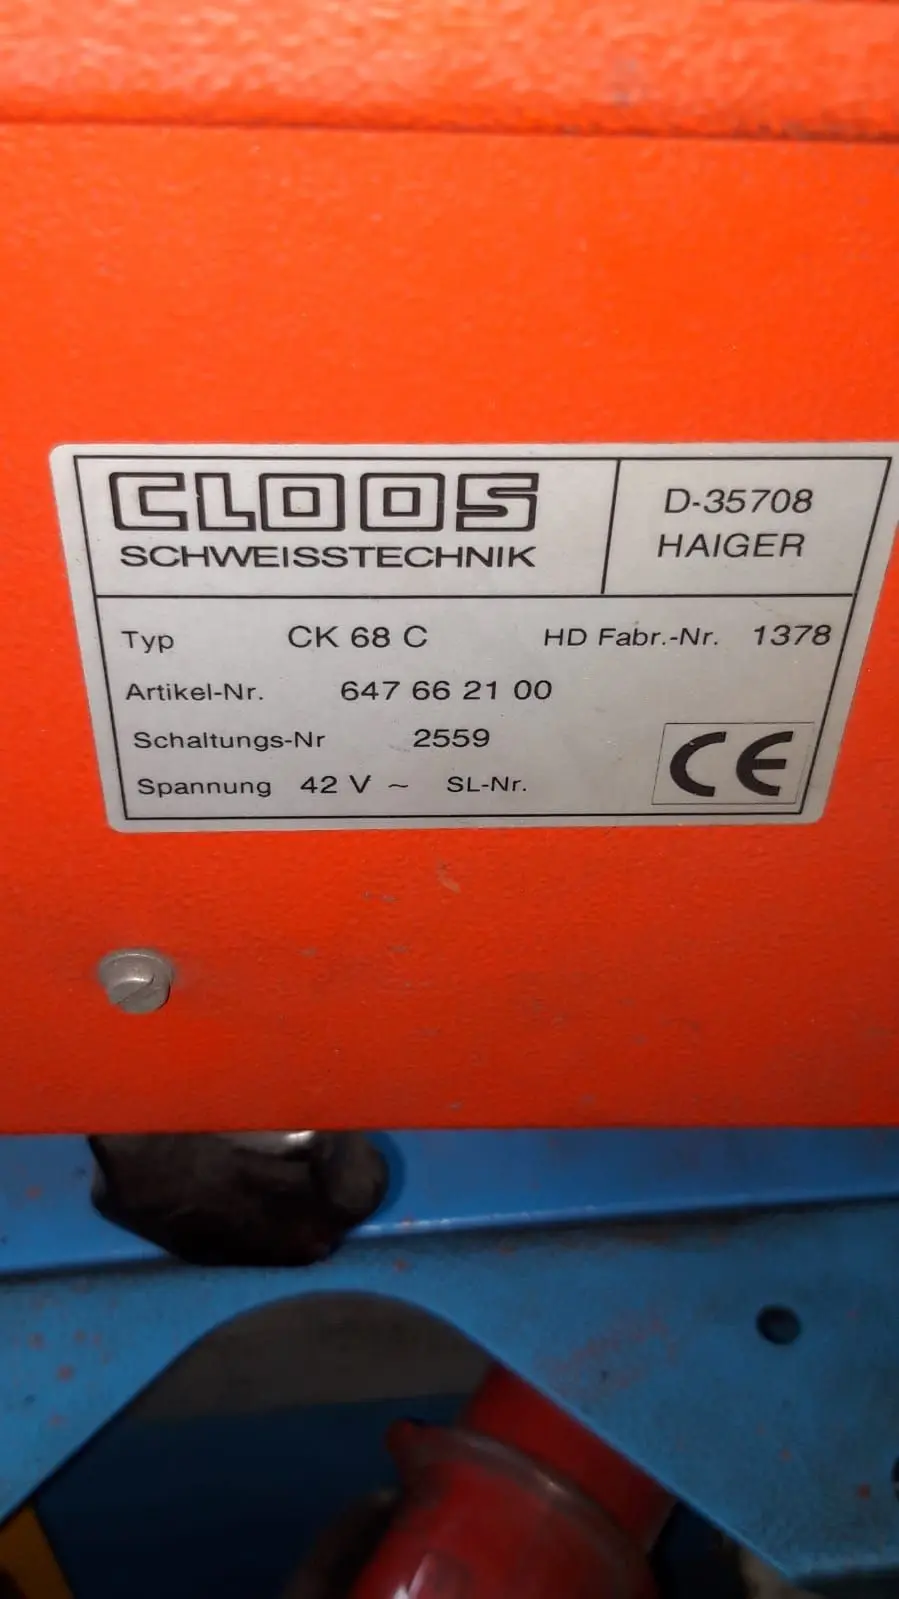 CLOOS
SCHWEISSTECHNIK
D-35708
HAIGER
Typ CK 68 C HD Fabr.-Nr. 1378
Artikel-Nr. 647 66 21 00
Schaltungs-Nr 2559
Spannung 42 V ~ SL-Nr.
CE